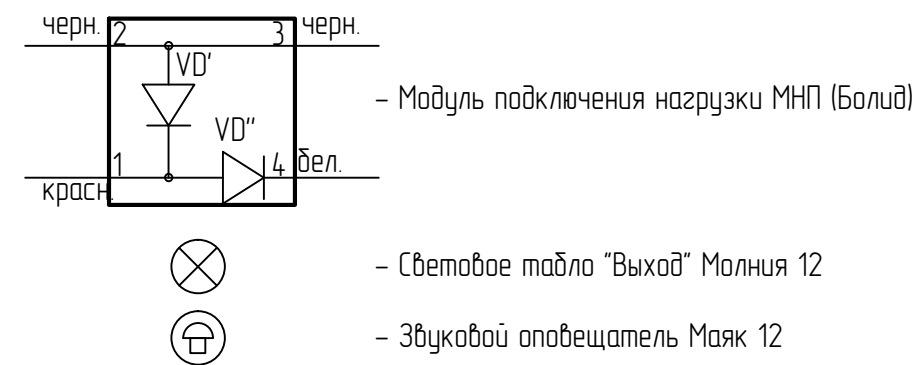 черн. 2 3 черн.
VD'
– Модуль подключения нагрузки МНП (Болид)
VD"
1 4 бел.
красн.
– Световое табло "Выход" Молния 12
– Звуковой оповещатель Маяк 12